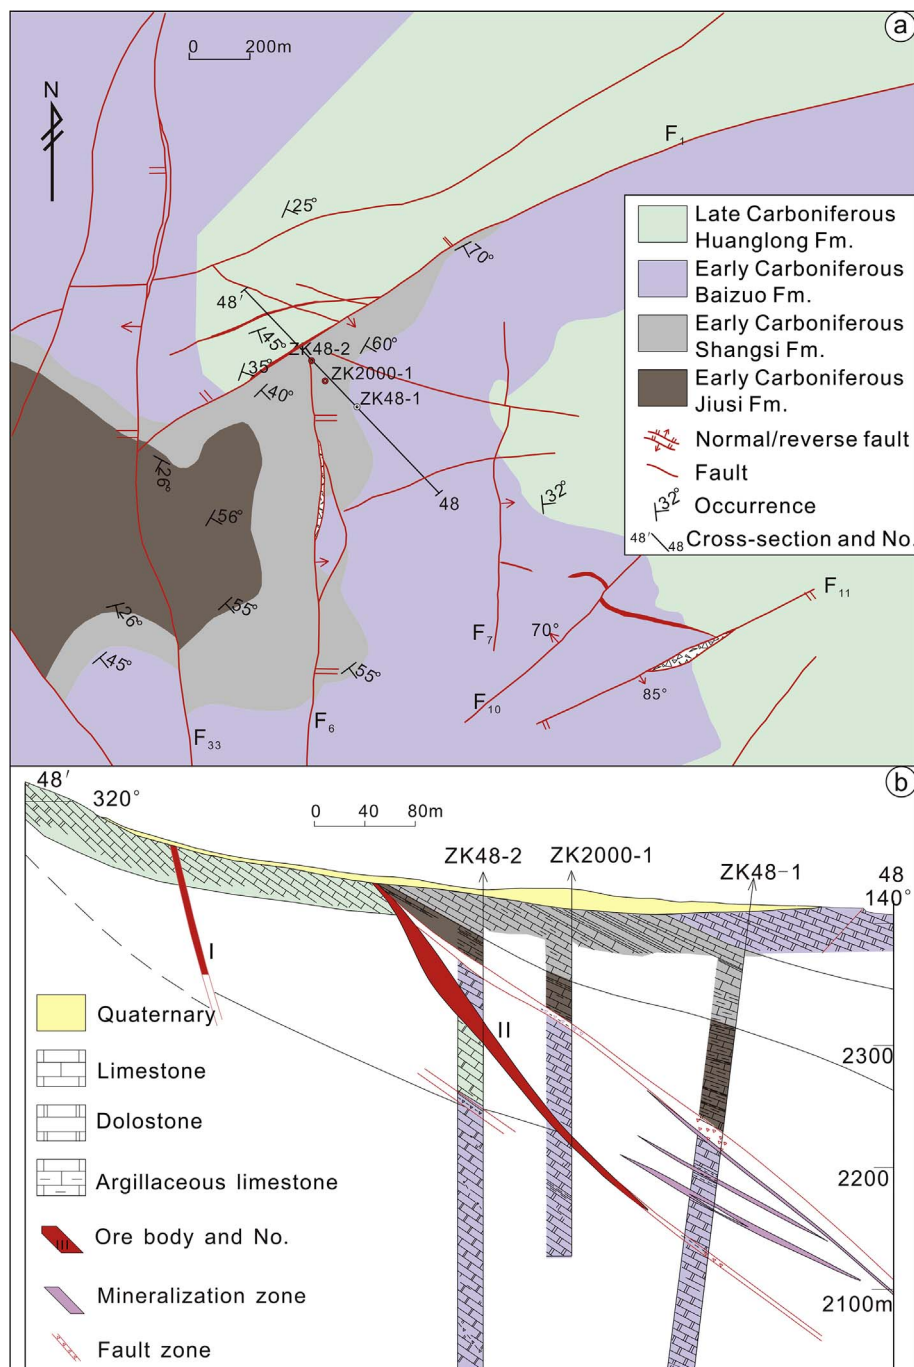 a
0 200m
N
F1
25°
70°
48′
45°
60°
ZK48-2
35°
ZK2000-1
40°
ZK48-1
26°
56°
48
32°
55°
26°
45°
55°
70°
85°
F7
F10
F11
F33
F6
Late Carboniferous
Huanglong Fm.
Early Carboniferous
Baizuo Fm.
Early Carboniferous
Shangsi Fm.
Early Carboniferous
Jiusi Fm.
Normal/reverse fault
Fault
32°
Occurrence
48′ 48
Cross-section and No.
b
48′
320°
0 40 80m
ZK48-2
ZK2000-1
ZK48-1
48
140°
I
II
2300
2200
2100m
Quaternary
Limestone
Dolostone
Argillaceous limestone
III
Ore body and No.
Mineralization zone
Fault zone